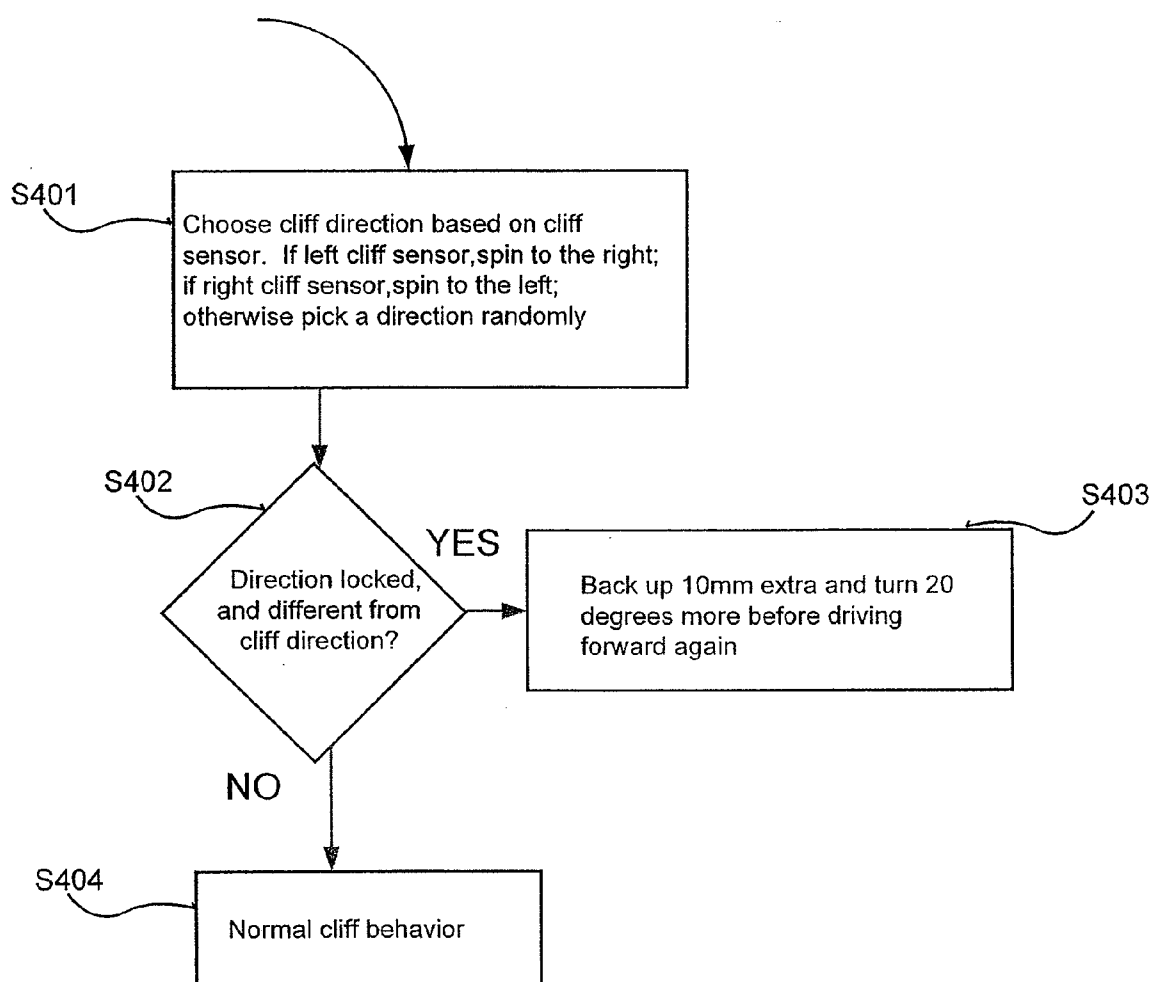 S401
Choose cliff direction based on cliff
sensor. If left cliff sensor,spin to the right;
if right cliff sensor,spin to the left;
otherwise pick a direction randomly
S402
Direction locked,
and different from
cliff direction?
YES
S403
Back up 10mm extra and turn 20
degrees more before driving
forward again
NO
S404
Normal cliff behavior